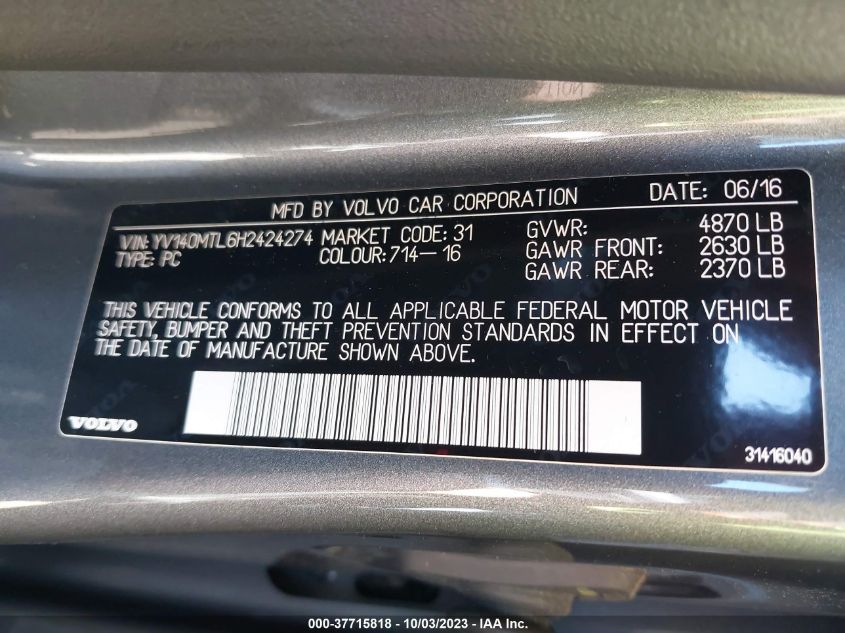 MFD BY VOLVO CAR CORPORATION DATE: 06/16
VIN: YV140MTL6H2424274 MARKET CODE: 31 GVWR: 4870 LB
TYPE: PC COLOUR: 714-16 GAWR FRONT: 2630 LB
GAWR REAR: 2370 LB
THIS VEHICLE CONFORMS TO ALL APPLICABLE FEDERAL MOTOR VEHICLE
SAFETY, BUMPER AND THEFT PREVENTION STANDARDS IN EFFECT ON
THE DATE OF MANUFACTURE SHOWN ABOVE.
VOLVO
31416040
000-37715818 - 10/03/2023 - IAA Inc.